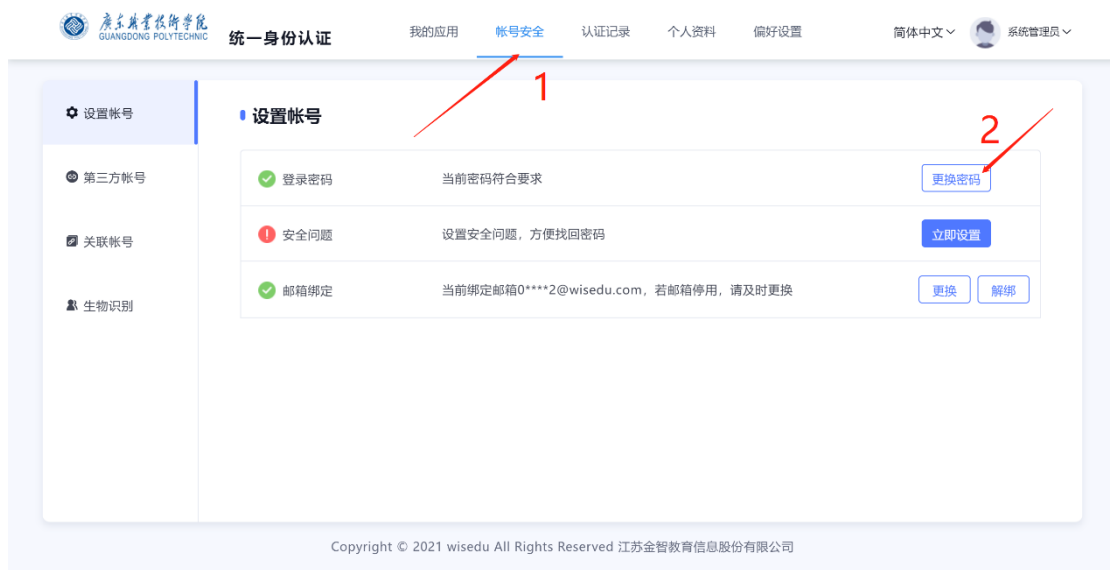 广东职业技术学院
GUANGDONG POLYTECHNIC
统一身份认证
我的应用 帐号安全 认证记录 个人资料 偏好设置 简体中文 系统管理员
1
设置帐号
设置帐号
2
登录密码 当前密码符合要求 更换密码
第三方帐号
安全问题 设置安全问题，方便找回密码 立即设置
关联帐号
邮箱绑定 当前绑定邮箱0****2@wisedu.com，若邮箱停用，请及时更换 更换 解绑
生物识别
Copyright © 2021 wisedu All Rights Reserved 江苏金智教育信息股份有限公司